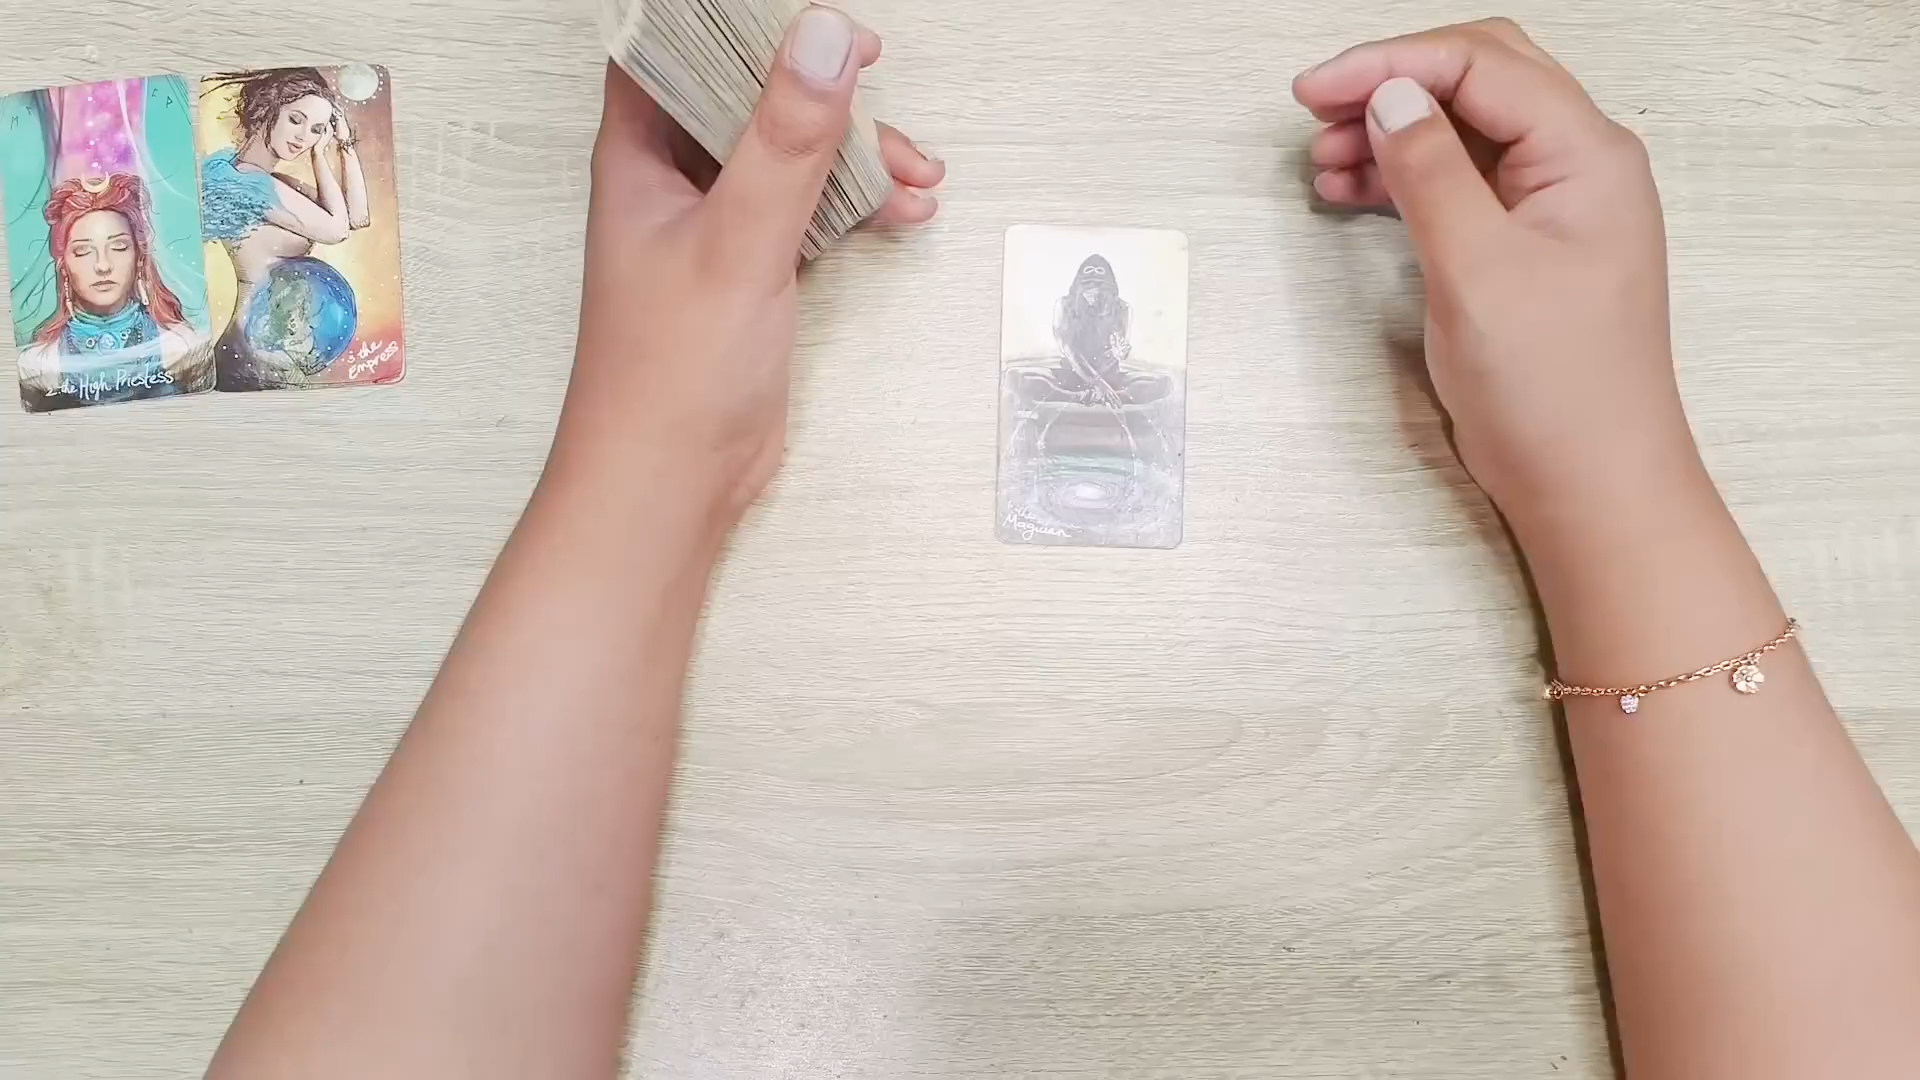 2. the High Priestess
3 the
Empress
the
Magician